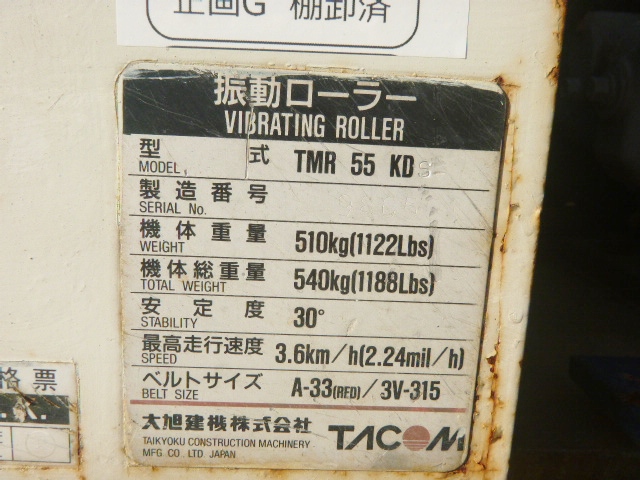 企画G 棚卸済
振動ローラー
VIBRATING ROLLER
型 式 TMR 55 KDS
MODEL
製造番号
SERIAL No.
機体重量 510kg(1122Lbs)
WEIGHT
機体総重量 540kg(1188Lbs)
TOTAL WEIGHT
安定度 30°
STABILITY
最高走行速度 3.6km/h(2.24mil/h)
SPEED
ベルトサイズ A-33(RED)/3V-315
BELT SIZE
大旭建機株式会社
TAIKYOKU CONSTRUCTION MACHINERY
MFG CO. LTD. JAPAN
TACOM
格票